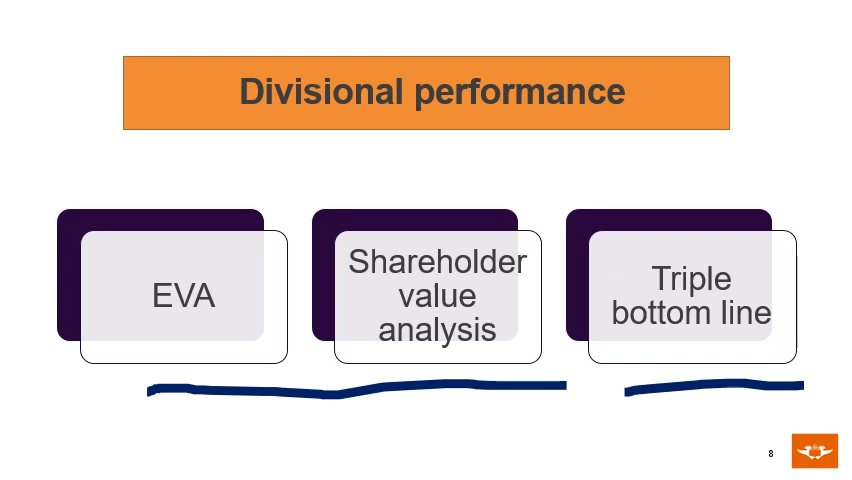 Divisional performance
EVA
Shareholder
value
analysis
Triple
bottom line
8